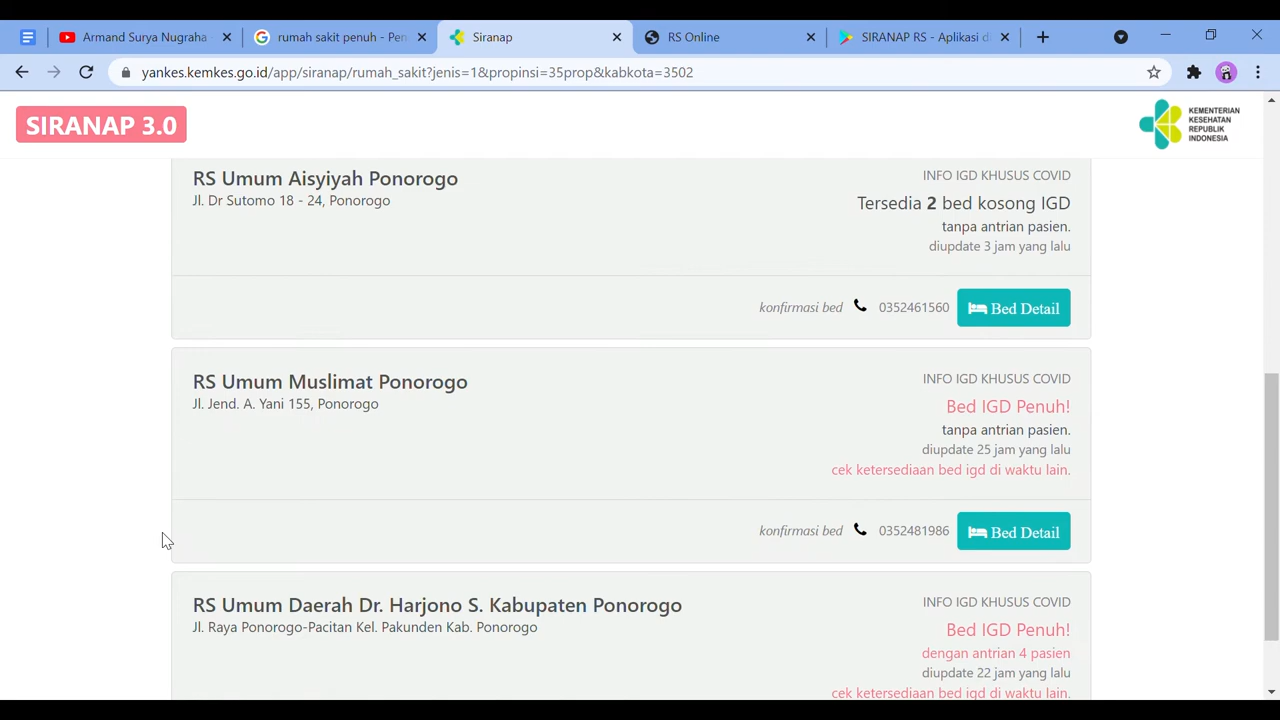 Armand Surya Nugraha
rumah sakit penuh - Pen
Siranap
RS Online
SIRANAP RS - Aplikasi d
yankes.kemkes.go.id/app/siranap/rumah_sakit?jenis=1&propinsi=35prop&kabkota=3502
SIRANAP 3.0
KEMENTERIAN
KESEHATAN
REPUBLIK
INDONESIA
RS Umum Aisyiyah Ponorogo
Jl. Dr Sutomo 18 - 24, Ponorogo
INFO IGD KHUSUS COVID
Tersedia 2 bed kosong IGD
tanpa antrian pasien.
diupdate 3 jam yang lalu
konfirmasi bed 0352461560 Bed Detail
RS Umum Muslimat Ponorogo
Jl. Jend. A. Yani 155, Ponorogo
INFO IGD KHUSUS COVID
Bed IGD Penuh!
tanpa antrian pasien.
diupdate 25 jam yang lalu
cek ketersediaan bed igd di waktu lain.
konfirmasi bed 0352481986 Bed Detail
RS Umum Daerah Dr. Harjono S. Kabupaten Ponorogo
Jl. Raya Ponorogo-Pacitan Kel. Pakunden Kab. Ponorogo
INFO IGD KHUSUS COVID
Bed IGD Penuh!
dengan antrian 4 pasien
diupdate 22 jam yang lalu
cek ketersediaan bed igd di waktu lain.